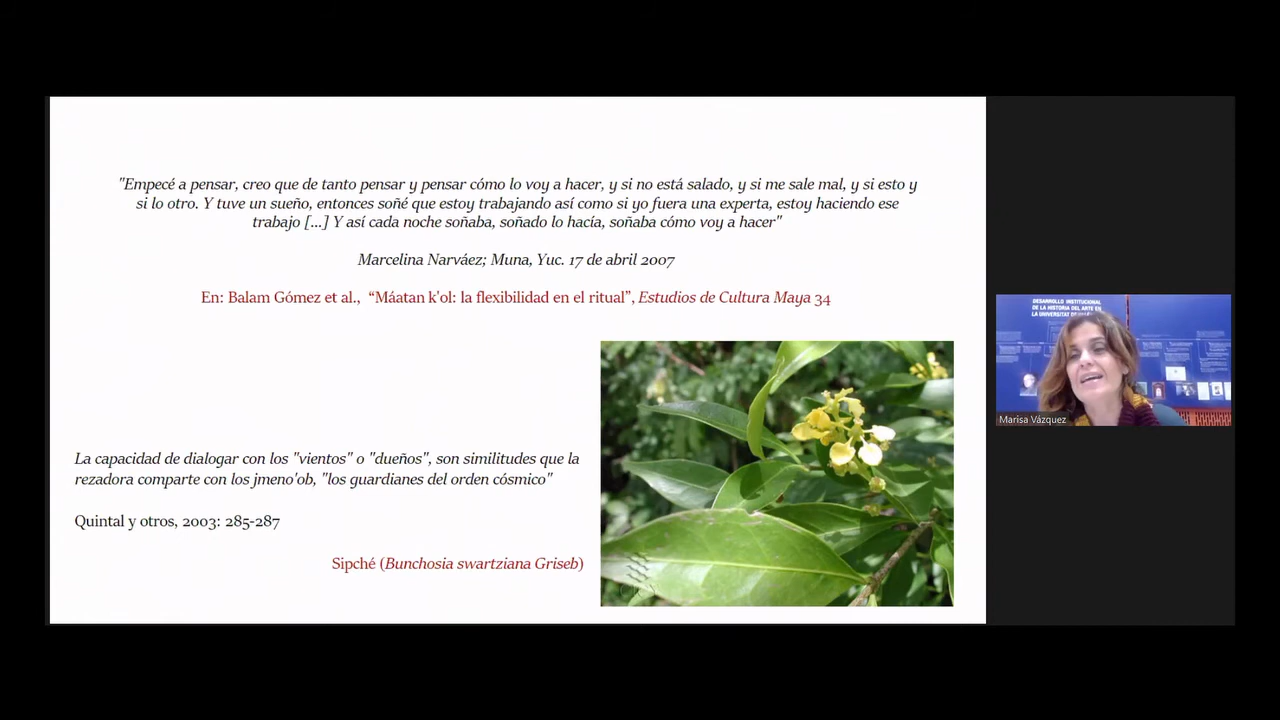 "Empecé a pensar, creo que de tanto pensar y pensar cómo lo voy a hacer, y si no está salado, y si me sale mal, y si esto y
si lo otro. Y tuve un sueño, entonces soñé que estoy trabajando así como si yo fuera una experta, estoy haciendo ese
trabajo [...] Y así cada noche soñaba, soñado lo hacía, soñaba cómo voy a hacer"
Marcelina Narváez; Muna, Yuc. 17 de abril 2007
En: Balam Gómez et al., "Máatan k'ol: la flexibilidad en el ritual", Estudios de Cultura Maya 34
La capacidad de dialogar con los "vientos" o "dueños", son similitudes que la
rezadora comparte con los jmeno'ob, "los guardianes del orden cósmico"
Quintal y otros, 2003: 285-287
Sipché (Bunchosia swartziana Griseb)
DESARROLLO INSTITUCIONAL
DE LA HISTORIA DEL ARTE EN
LA UNIVERSITAT DE
Marisa Vázquez